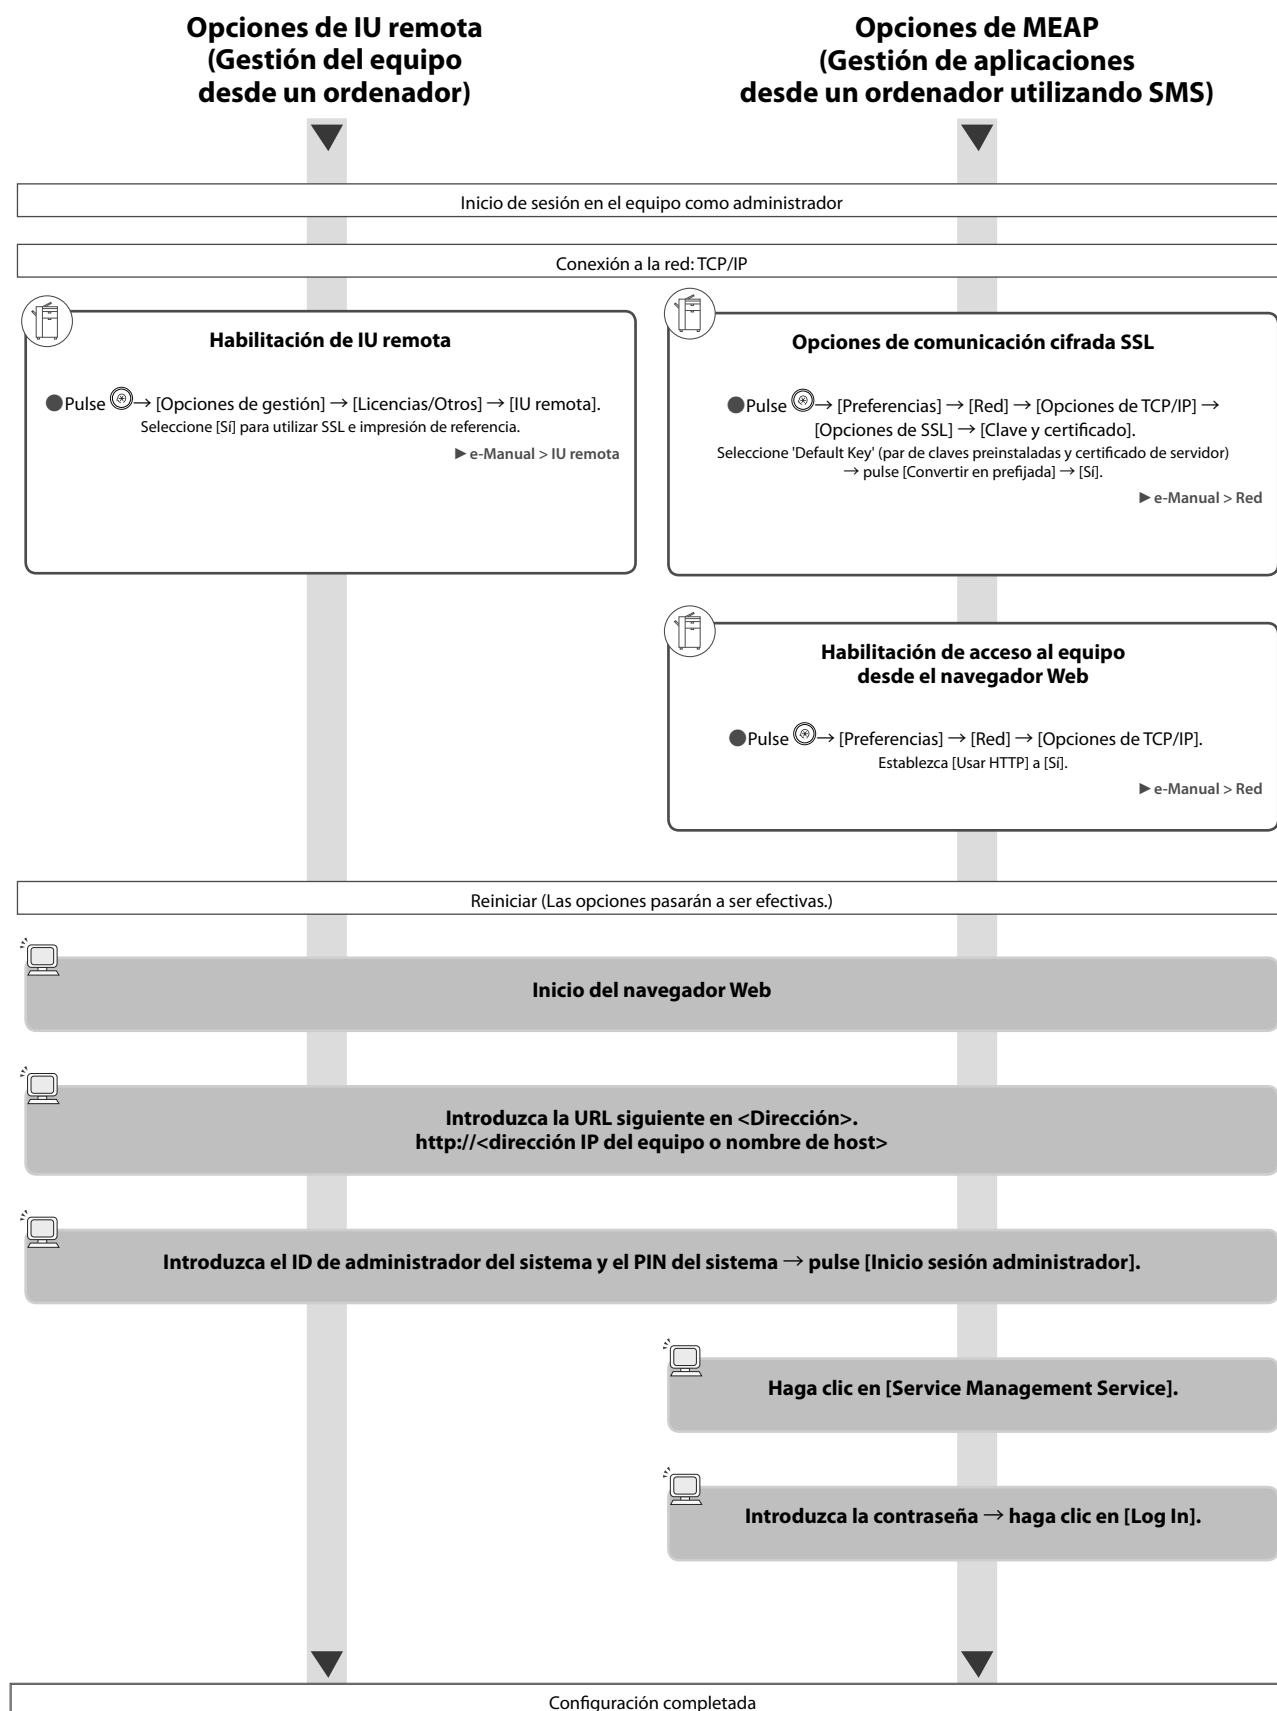 Opciones de IU remota
(Gestión del equipo
desde un ordenador)
Opciones de MEAP
(Gestión de aplicaciones
desde un ordenador utilizando SMS)
Inicio de sesión en el equipo como administrador
Conexión a la red: TCP/IP
Habilitación de IU remota
●Pulse → [Opciones de gestión] → [Licencias/Otros] → [IU remota].
Seleccione [Sí] para utilizar SSL e impresión de referencia.
►e-Manual > IU remota
Opciones de comunicación cifrada SSL
●Pulse → [Preferencias] → [Red] → [Opciones de TCP/IP] →
[Opciones de SSL] → [Clave y certificado].
Seleccione 'Default Key' (par de claves preinstaladas y certificado de servidor)
→ pulse [Convertir en prefijada] → [Sí].
►e-Manual > Red
Habilitación de acceso al equipo
desde el navegador Web
●Pulse → [Preferencias] → [Red] → [Opciones de TCP/IP].
Establezca [Usar HTTP] a [Sí].
►e-Manual > Red
Reiniciar (Las opciones pasarán a ser efectivas.)
Inicio del navegador Web
Introduzca la URL siguiente en <Dirección>.
http://<dirección IP del equipo o nombre de host>
Introduzca el ID de administrador del sistema y el PIN del sistema → pulse [Inicio sesión administrador].
Haga clic en [Service Management Service].
Introduzca la contraseña → haga clic en [Log In].
Configuración completada